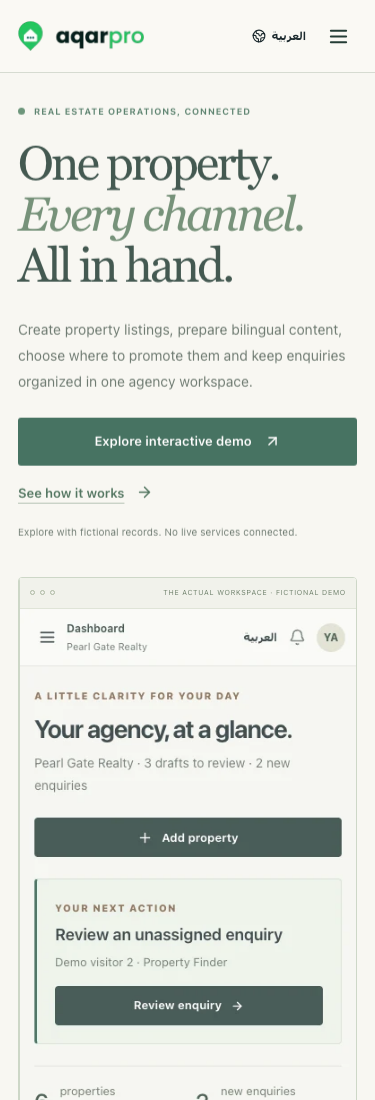 aqarpro
العربية
REAL ESTATE OPERATIONS, CONNECTED
One property.
Every channel.
All in hand.
Create property listings, prepare bilingual content,
choose where to promote them and keep enquiries
organized in one agency workspace.
Explore interactive demo
See how it works
Explore with fictional records. No live services connected.
THE ACTUAL WORKSPACE · FICTIONAL DEMO
Dashboard
Pearl Gate Realty
العربية
YA
A LITTLE CLARITY FOR YOUR DAY
Your agency, at a glance.
Pearl Gate Realty · 3 drafts to review · 2 new
enquiries
Add property
YOUR NEXT ACTION
Review an unassigned enquiry
Demo visitor 2 · Property Finder
Review enquiry
properties
new enquiries